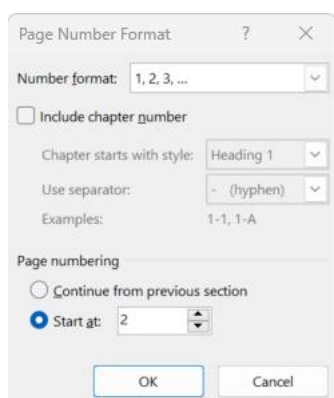 Page Number Format ?
Number format: 1, 2, 3, ...
Include chapter number
Chapter starts with style: Heading 1
Use separator: - (hyphen)
Examples: 1-1, 1-A
Page numbering
Continue from previous section
Start at: 2
OK Cancel